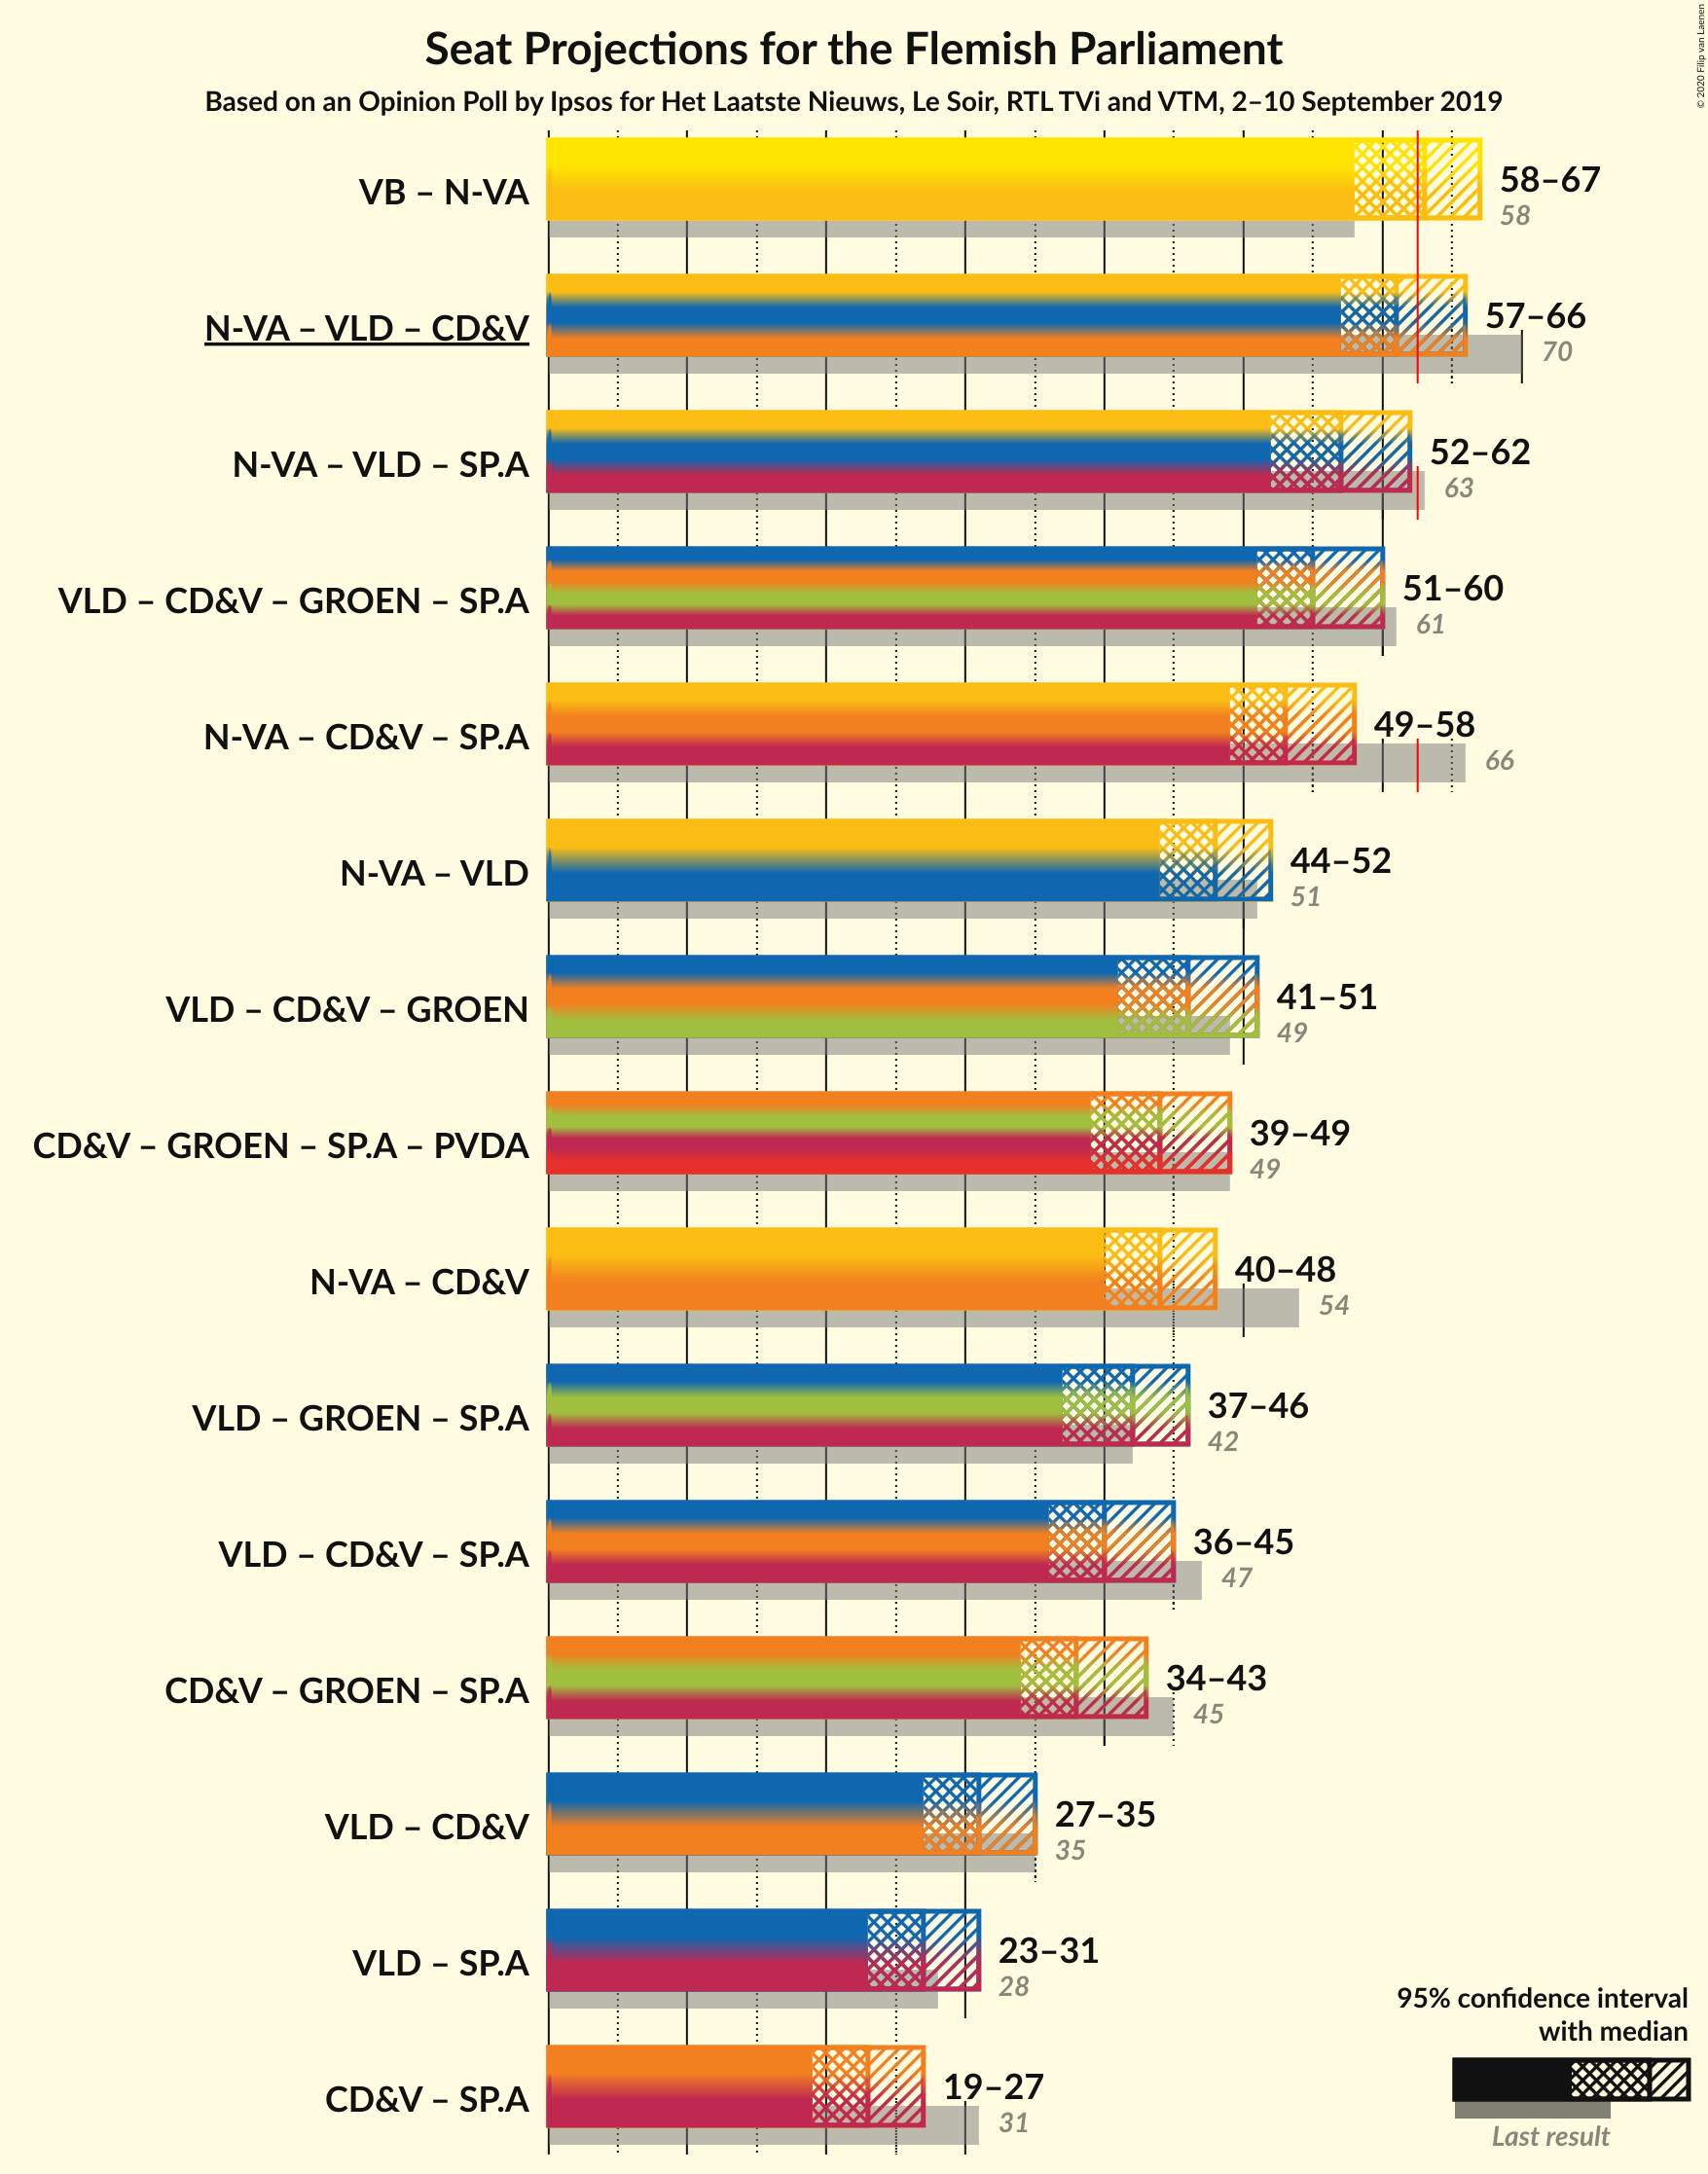 Seat Projections for the Flemish Parliament
Based on an Opinion Poll by Ipsos for Het Laatste Nieuws, Le Soir, RTL TVi and VTM, 2–10 September 2019
© 2020 Filip van Laenen
VB – N-VA
58–67
58
N-VA – VLD – CD&V
57–66
70
N-VA – VLD – SP.A
52–62
63
VLD – CD&V – GROEN – SP.A
51–60
61
N-VA – CD&V – SP.A
49–58
66
N-VA – VLD
44–52
51
VLD – CD&V – GROEN
41–51
49
CD&V – GROEN – SP.A – PVDA
39–49
49
N-VA – CD&V
40–48
54
VLD – GROEN – SP.A
37–46
42
VLD – CD&V – SP.A
36–45
47
CD&V – GROEN – SP.A
34–43
45
VLD – CD&V
27–35
35
VLD – SP.A
23–31
28
CD&V – SP.A
19–27
31
95% confidence interval
with median
Last result